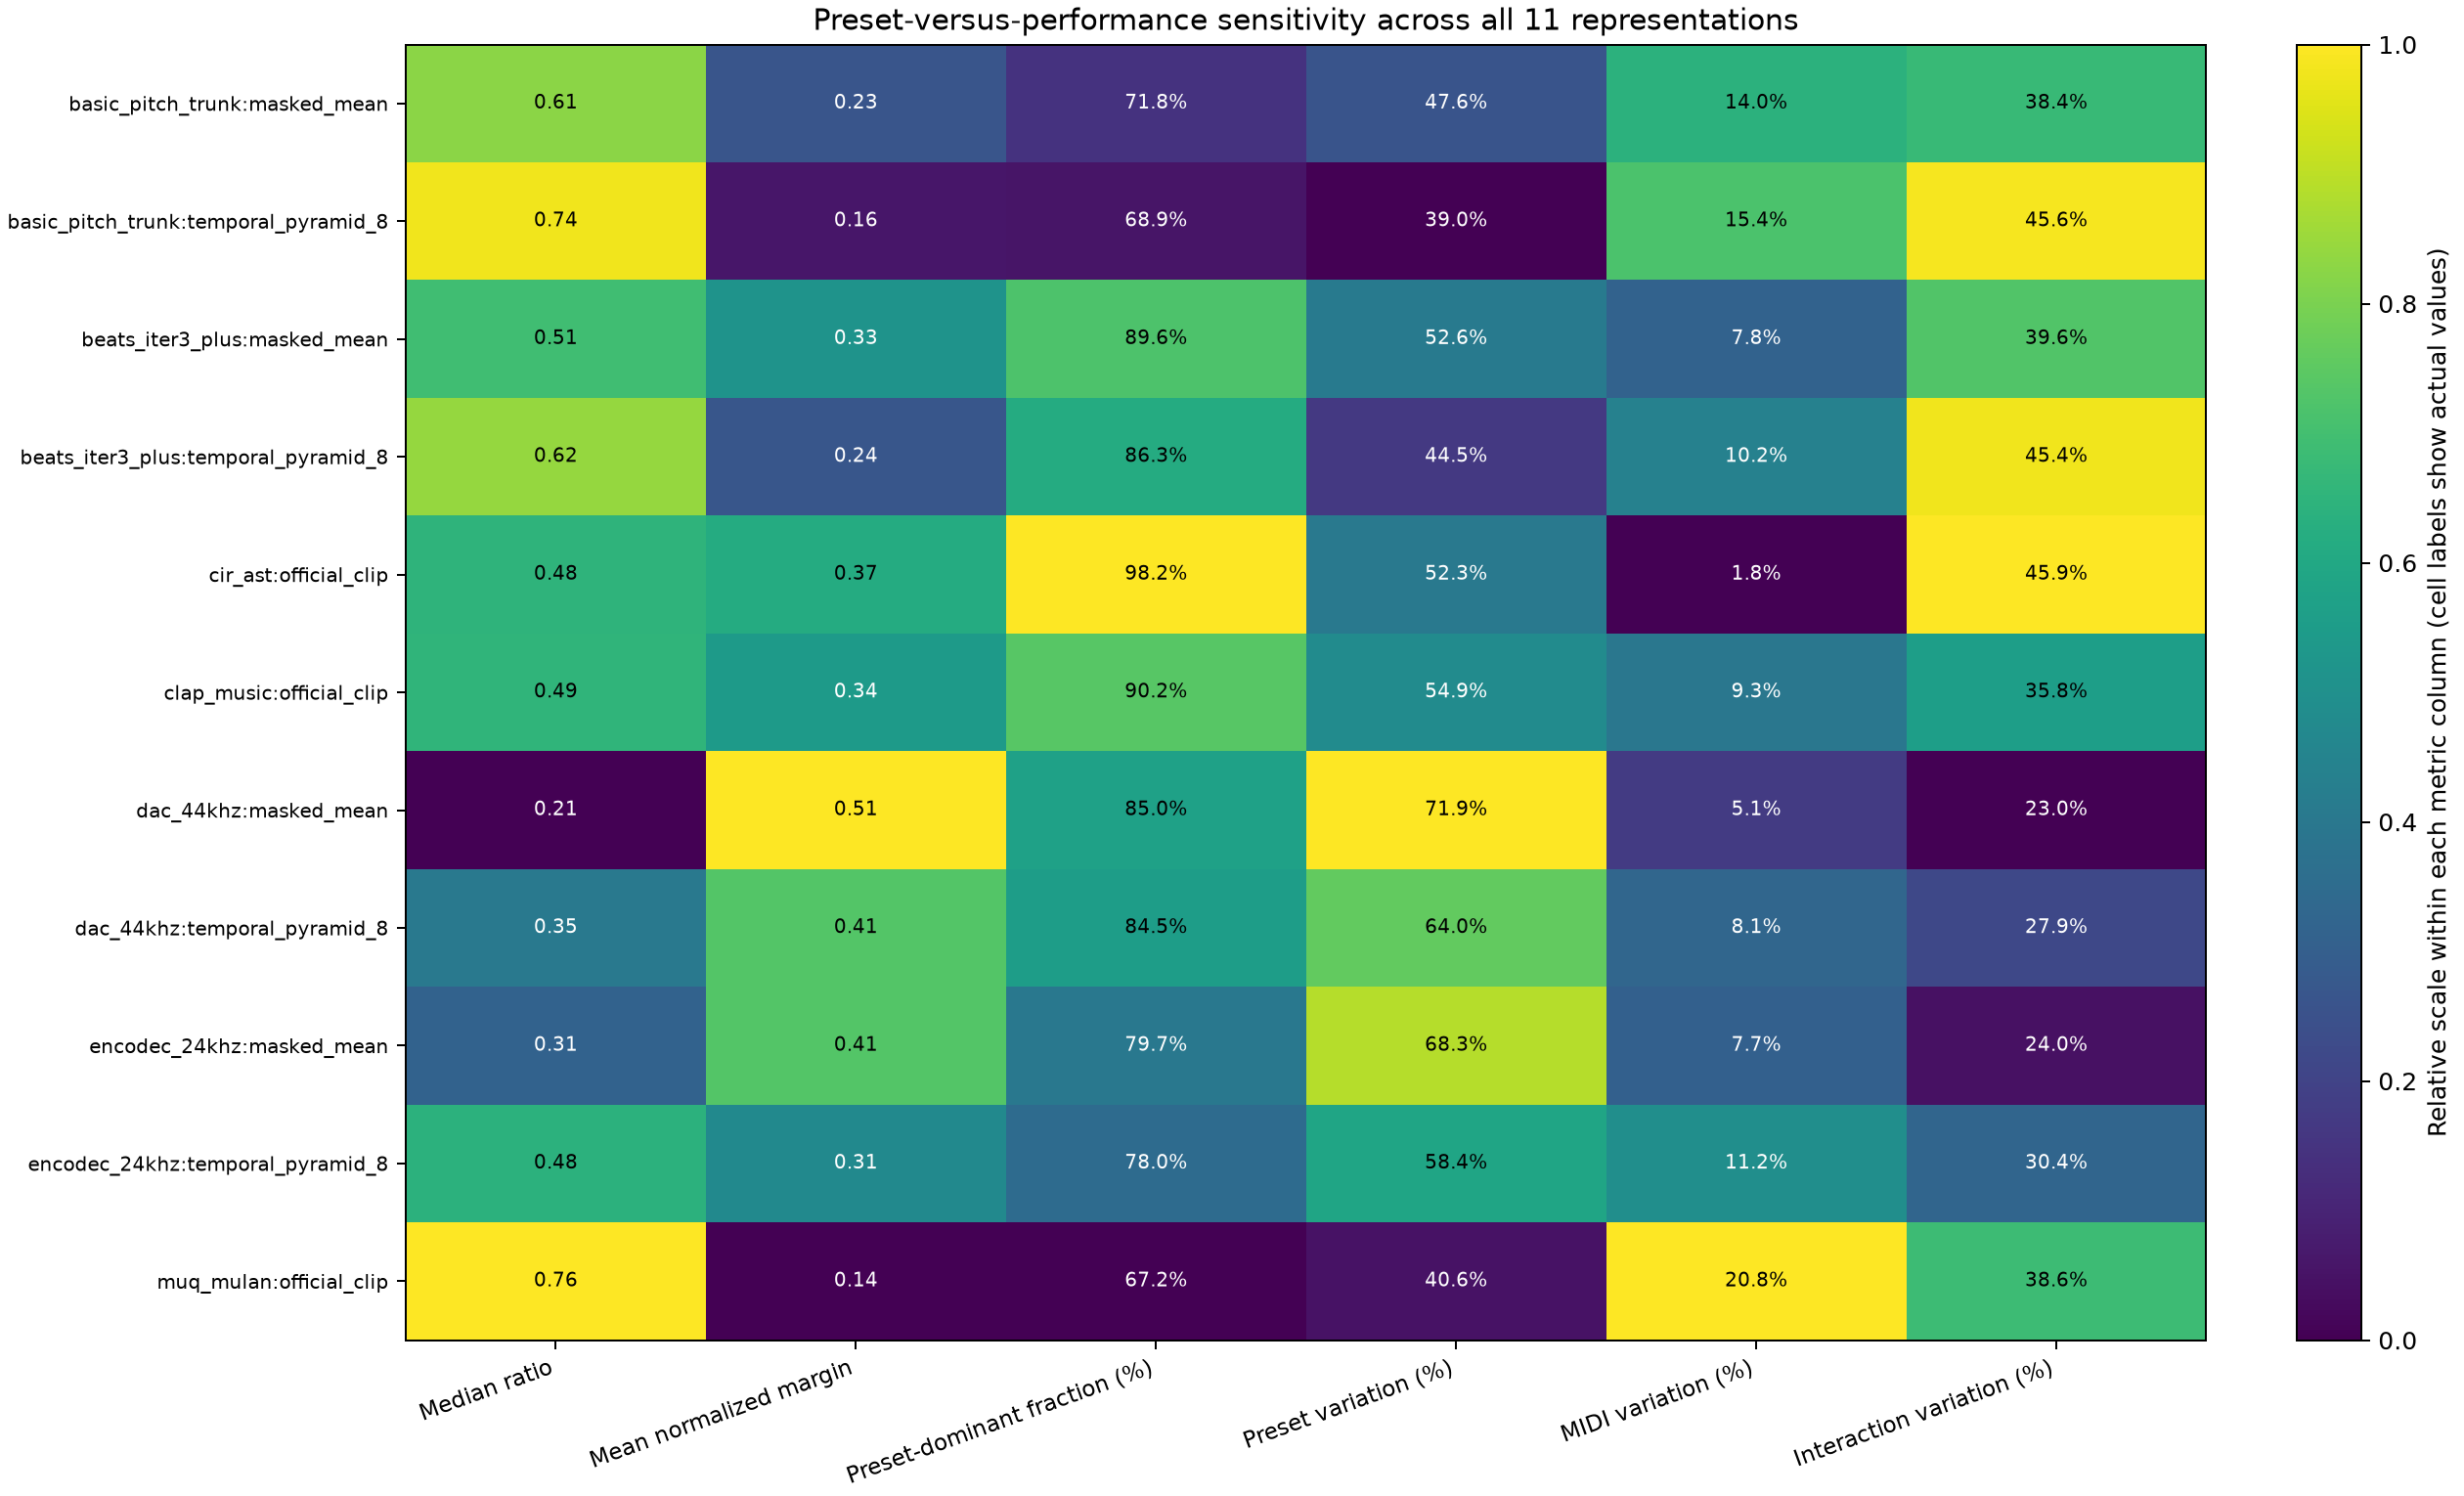 Preset-versus-performance sensitivity across all 11 representations
basic_pitch_trunk:masked_mean 0.61 0.23 71.8% 47.6% 14.0% 38.4%
basic_pitch_trunk:temporal_pyramid_8 0.74 0.16 68.9% 39.0% 15.4% 45.6%
beats_iter3_plus:masked_mean 0.51 0.33 89.6% 52.6% 7.8% 39.6%
beats_iter3_plus:temporal_pyramid_8 0.62 0.24 86.3% 44.5% 10.2% 45.4%
cir_ast:official_clip 0.48 0.37 98.2% 52.3% 1.8% 45.9%
clap_music:official_clip 0.49 0.34 90.2% 54.9% 9.3% 35.8%
dac_44khz:masked_mean 0.21 0.51 85.0% 71.9% 5.1% 23.0%
dac_44khz:temporal_pyramid_8 0.35 0.41 84.5% 64.0% 8.1% 27.9%
encodec_24khz:masked_mean 0.31 0.41 79.7% 68.3% 7.7% 24.0%
encodec_24khz:temporal_pyramid_8 0.48 0.31 78.0% 58.4% 11.2% 30.4%
muq_mulan:official_clip 0.76 0.14 67.2% 40.6% 20.8% 38.6%
Median ratio
Mean normalized margin
Preset-dominant fraction (%)
Preset variation (%)
MIDI variation (%)
Interaction variation (%)
1.0
0.8
0.6
0.4
0.2
0.0
Relative scale within each metric column (cell labels show actual values)